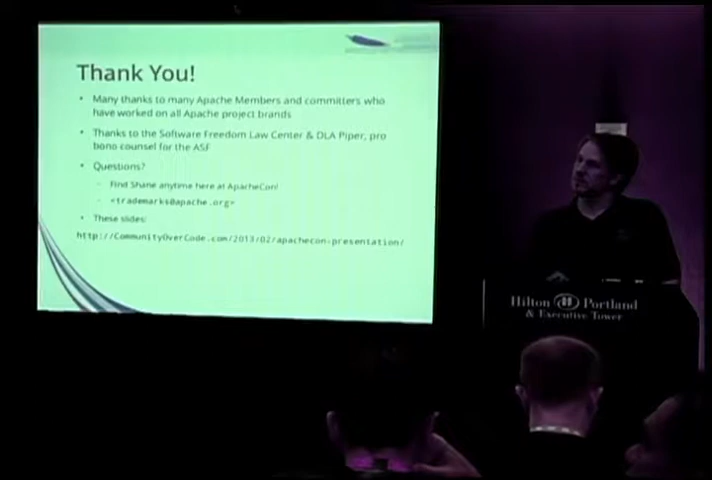 Thank You!
• Many thanks to many Apache Members and committers who
have worked on all Apache project brands
• Thanks to the Software Freedom Law Center & DLA Piper, pro
bono counsel for the ASF
• Questions?
– Find Shane anytime here at ApacheCon!
– <trademarks@apache.org>
• These slides:
http://CommunityOverCode.com/2013/02/apachecon-presentation/
Hilton H Portland
& Executive Tower